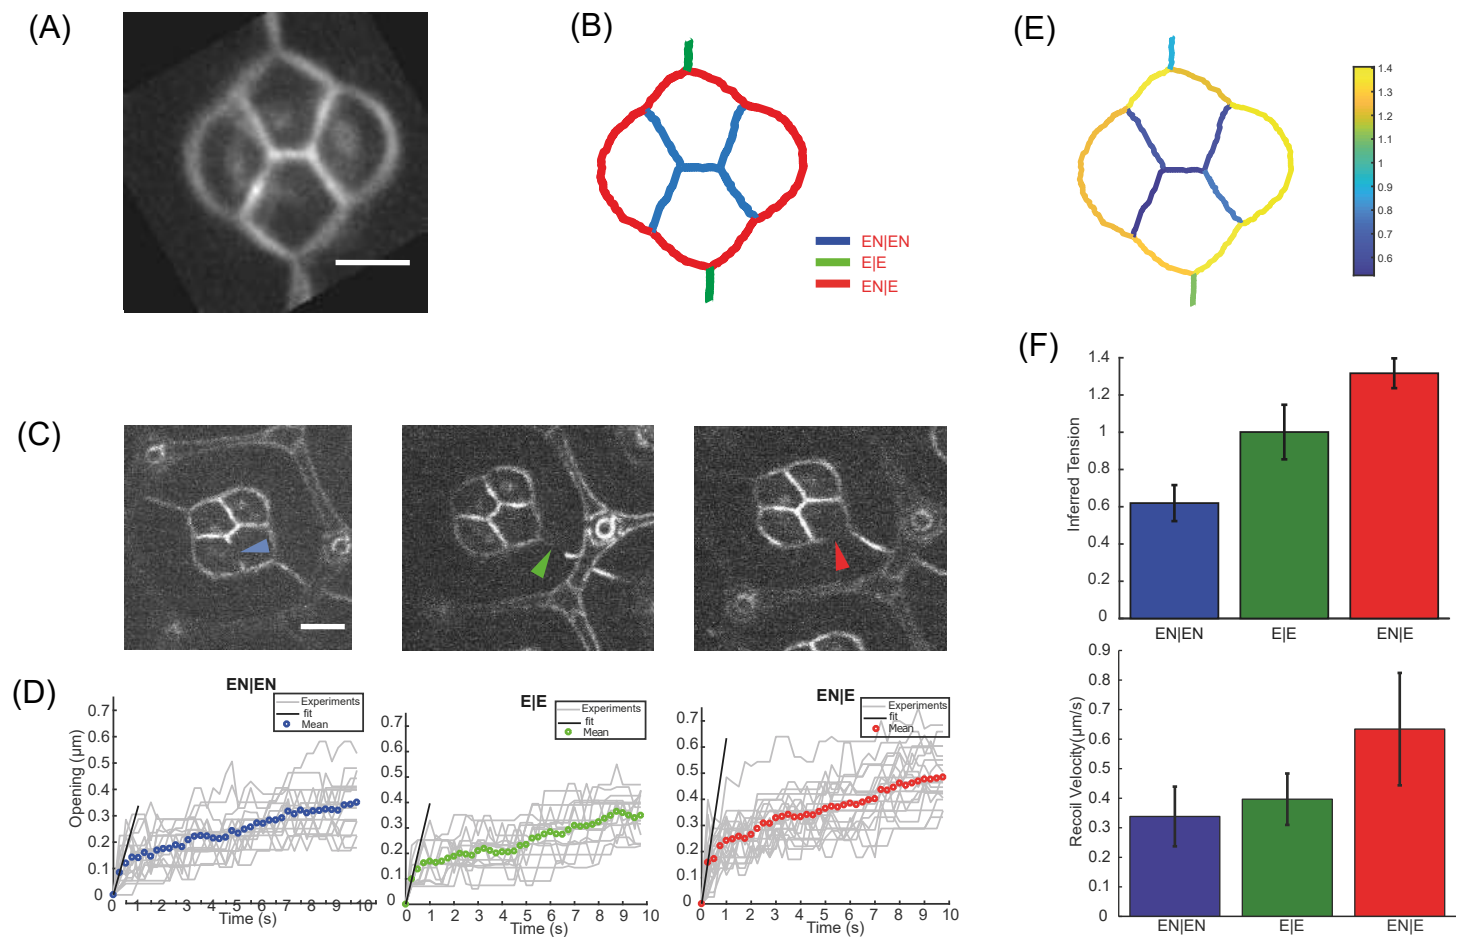 (A)
(B)
EN|EN
E|E
EN|E
(E)
1.4
1.3
1.2
1.1
1
0.9
0.8
0.7
0.6
(C)
(D)
EN|EN
Experiments
fit
Mean
Opening (μm)
0.7
0.6
0.5
0.4
0.3
0.2
0.1
0
0 1 2 3 4 5 6 7 8 9 10
Time (s)
E|E
Experiments
fit
Mean
0.7
0.6
0.5
0.4
0.3
0.2
0.1
0
0 1 2 3 4 5 6 7 8 9 10
Time (s)
EN|E
Experiments
fit
Mean
0.7
0.6
0.5
0.4
0.3
0.2
0.1
0
0 1 2 3 4 5 6 7 8 9 10
Time (s)
(F)
Inferred Tension
1.4
1.2
1
0.8
0.6
0.4
0.2
0
EN|EN E|E EN|E
Recoil Velocity(μm/s)
0.9
0.8
0.7
0.6
0.5
0.4
0.3
0.2
0.1
0
EN|EN E|E EN|E